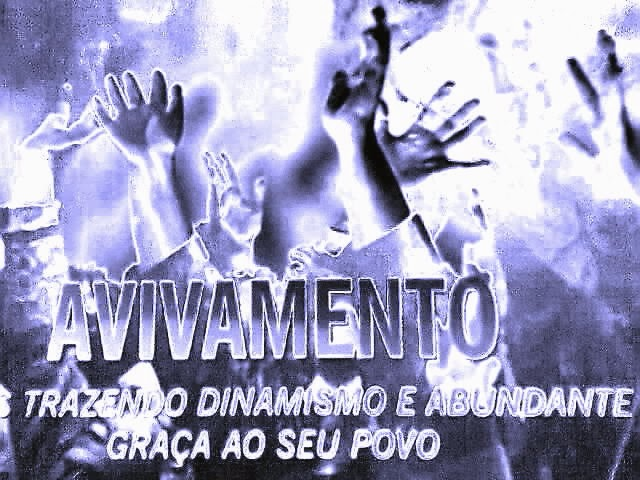 AVIVAMENTO
S TRAZENDO DINAMISMO E ABUNDANTE
GRAÇA AO SEU POVO